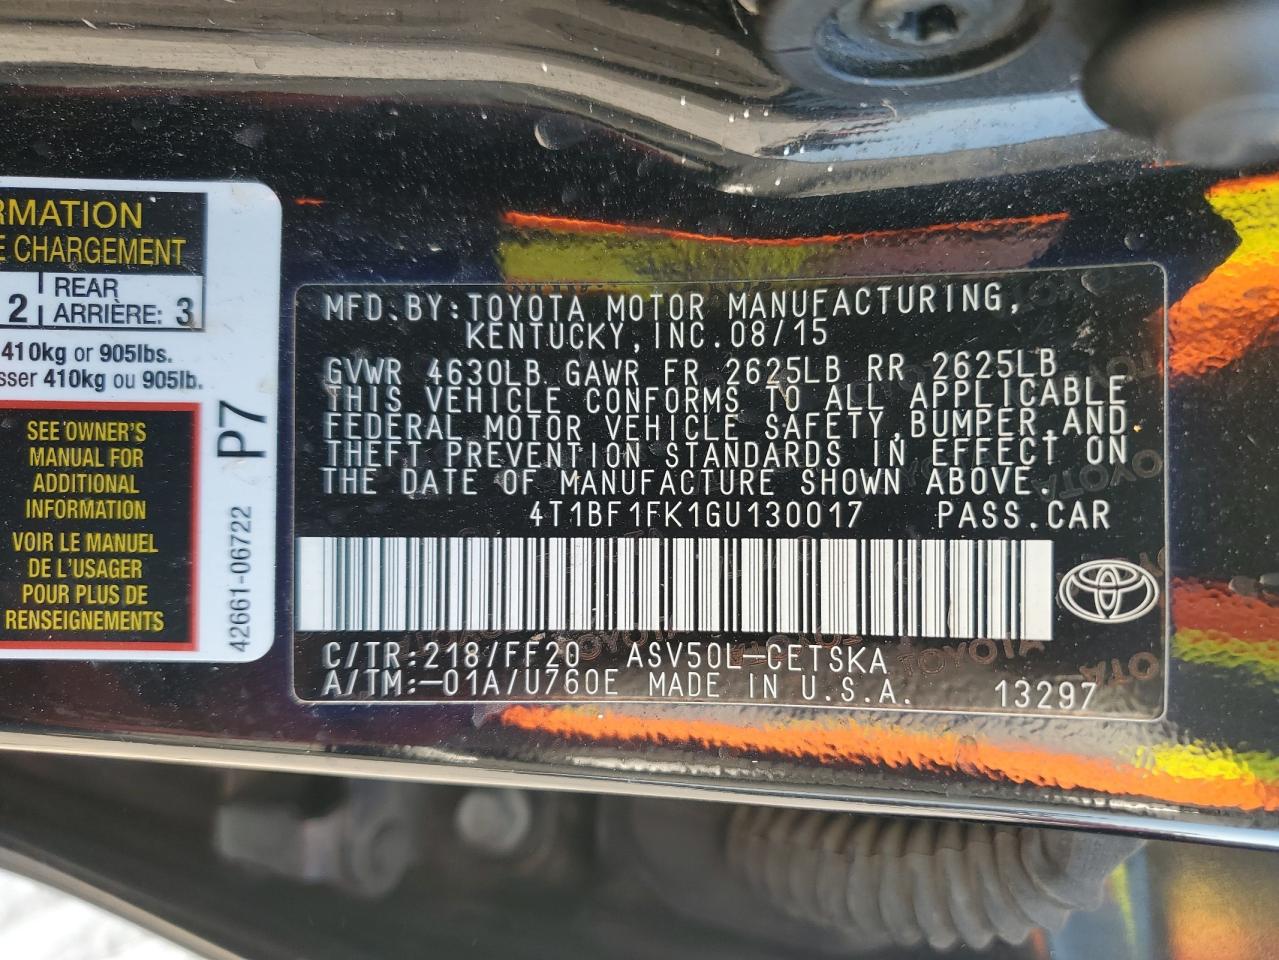 RMATION
E CHARGEMENT
2 REAR
ARRIÈRE: 3
410kg or 905lbs.
sser 410kg ou 905lb.
SEE OWNER'S
MANUAL FOR
ADDITIONAL
INFORMATION
VOIR LE MANUEL
DE L'USAGER
POUR PLUS DE
RENSEIGNEMENTS
P7
42661-06722
MFD.BY:TOYOTA MOTOR MANUFACTURING,
KENTUCKY,INC.08/15
GVWR 4630LB GAWR FR 2625LB RR 2625LB
THIS VEHICLE CONFORMS TO ALL APPLICABLE
FEDERAL MOTOR VEHICLE SAFETY,BUMPER,AND
THEFT PREVENTION STANDARDS IN EFFECT ON
THE DATE OF MANUFACTURE SHOWN ABOVE.
4T1BF1FK1GU130017 PASS.CAR
C/TR:218/FF20 ASV50L-CETSKA
A/TM:-01A/U760E MADE IN U.S.A. 13297